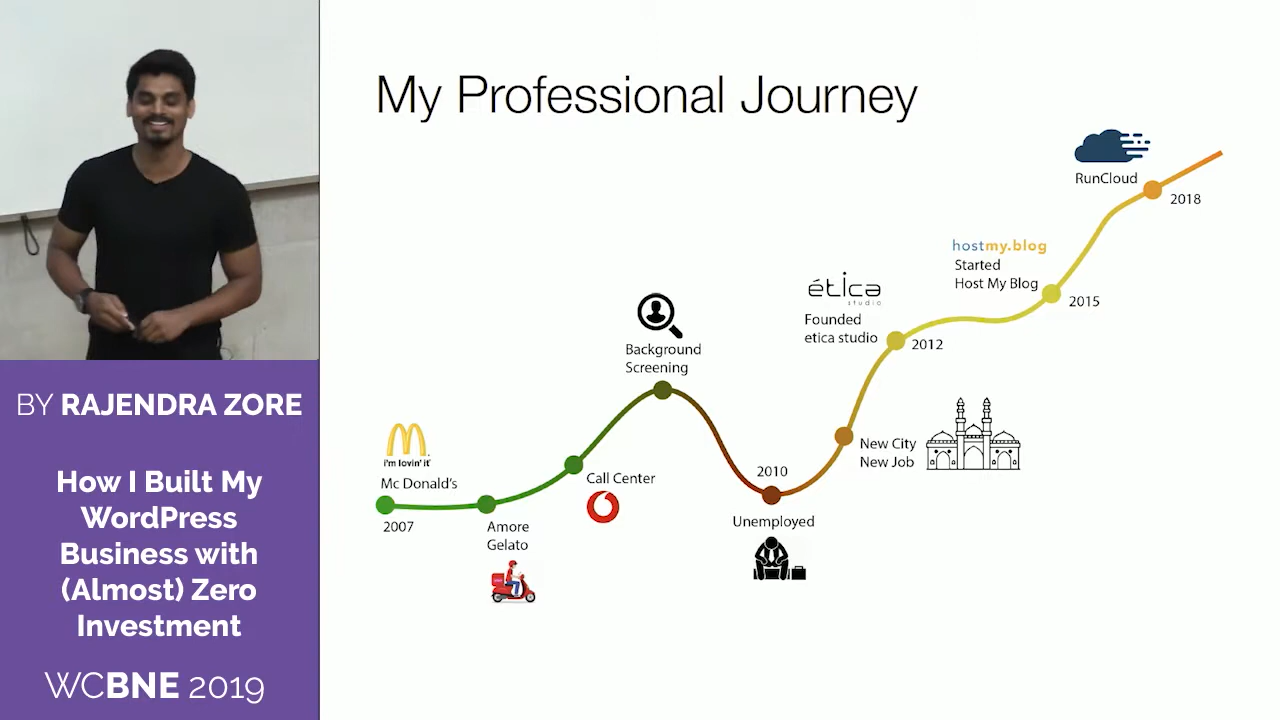 BY RAJENDRA ZORE
How I Built My
WordPress
Business with
(Almost) Zero
Investment
WCBNE 2019
My Professional Journey
i'm lovin' it
Mc Donald's
2007
Amore
Gelato
Call Center
Background
Screening
2010
Unemployed
New City
New Job
ética
studio
Founded
etica studio
2012
hostmy.blog
Started
Host My Blog
2015
RunCloud
2018